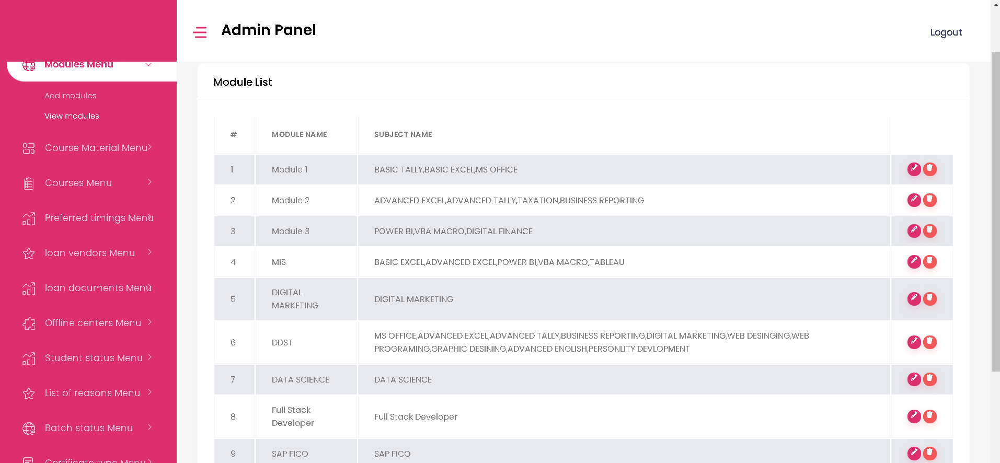 Admin Panel
Logout
Modules Menu
Add modules
View modules
Course Material Menu
Courses Menu
Preferred timings Menu
loan vendors Menu
loan documents Menu
Offline centers Menu
Student status Menu
List of reasons Menu
Batch status Menu
Certificate type Menu
Module List
# MODULE NAME SUBJECT NAME
1 Module 1 BASIC TALLY,BASIC EXCEL,MS OFFICE
2 Module 2 ADVANCED EXCEL,ADVANCED TALLY,TAXATION,BUSINESS REPORTING
3 Module 3 POWER BI,VBA MACRO,DIGITAL FINANCE
4 MIS BASIC EXCEL,ADVANCED EXCEL,POWER BI,VBA MACRO,TABLEAU
5 DIGITAL
MARKETING DIGITAL MARKETING
6 DDST MS OFFICE,ADVANCED EXCEL,ADVANCED TALLY,BUSINESS REPORTING,DIGITAL MARKETING,WEB DESINGING,WEB
PROGRAMING,GRAPHIC DESINING,ADVANCED ENGLISH,PERSONLITY DEVLOPMENT
7 DATA SCIENCE DATA SCIENCE
8 Full Stack
Developer Full Stack Developer
9 SAP FICO SAP FICO